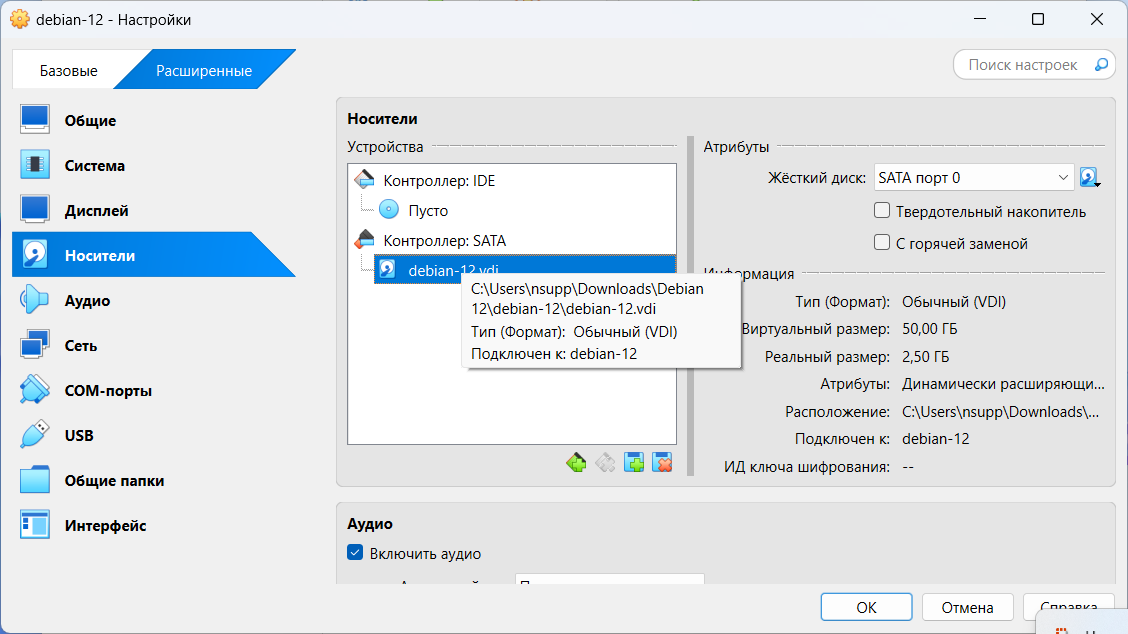 debian-12 - Настройки
Базовые
Расширенные
Поиск настроек
Общие
Система
Дисплей
Носители
Аудио
Сеть
COM-порты
USB
Общие папки
Интерфейс
Носители
Устройства
Контроллер: IDE
Пусто
Контроллер: SATA
debian-12.vdi
C:\Users\nsupp\Downloads\Debian
12\debian-12\debian-12.vdi
Тип (Формат): Обычный (VDI)
Подключен к: debian-12
Атрибуты
Жёсткий диск: SATA порт 0
Твердотельный накопитель
С горячей заменой
Информация
Тип (Формат): Обычный (VDI)
Виртуальный размер: 50,00 ГБ
Реальный размер: 2,50 ГБ
Атрибуты: Динамически расширяющи...
Расположение: C:\Users\nsupp\Downloads\...
Подключен к: debian-12
ИД ключа шифрования: --
Аудио
Включить аудио
OK
Отмена
Справка